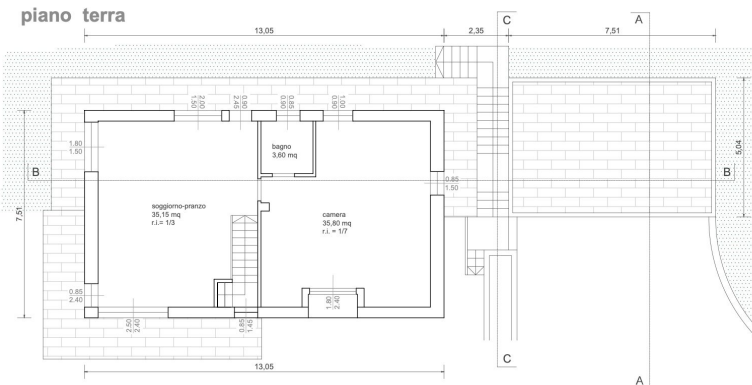 piano terra
13,05
2,35
C
7,51
A
1.50
2.00
2.45
0.90
0.90
0.85
0.90
1.00
1.80
1.50
bagno
3,60 mq
B
0.85
1.50
B
5,04
7,51
soggiorno-pranzo
35,15 mq
r.i.= 1/3
camera
35,80 mq
r.i. = 1/7
0.85
2.40
2.50
2.40
0.85
1.45
1.80
2.40
13,05
C
A